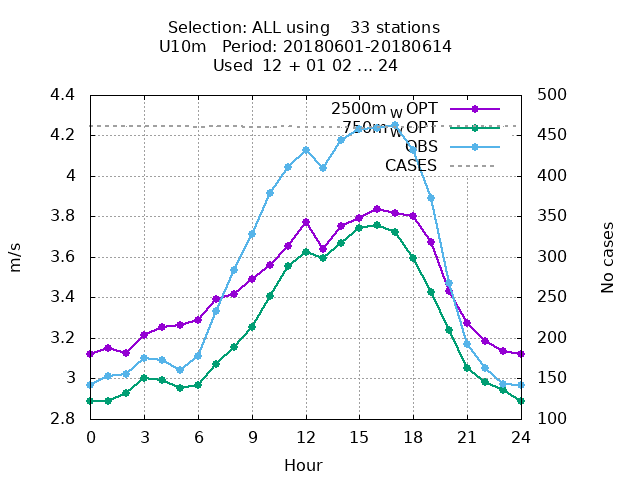 Selection: ALL using 33 stations
U10m Period: 20180601-20180614
Used 12 + 01 02 ... 24
4.4
4.2
4
3.8
3.6
3.4
3.2
3
2.8
m/s
500
450
400
350
300
250
200
150
100
No cases
2500m W OPT
750m W OPT
OBS
CASES
0 3 6 9 12 15 18 21 24
Hour